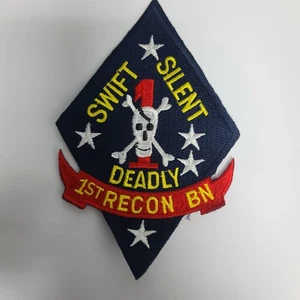 SWIFT
SILENT
1
DEADLY
1ST RECON BN